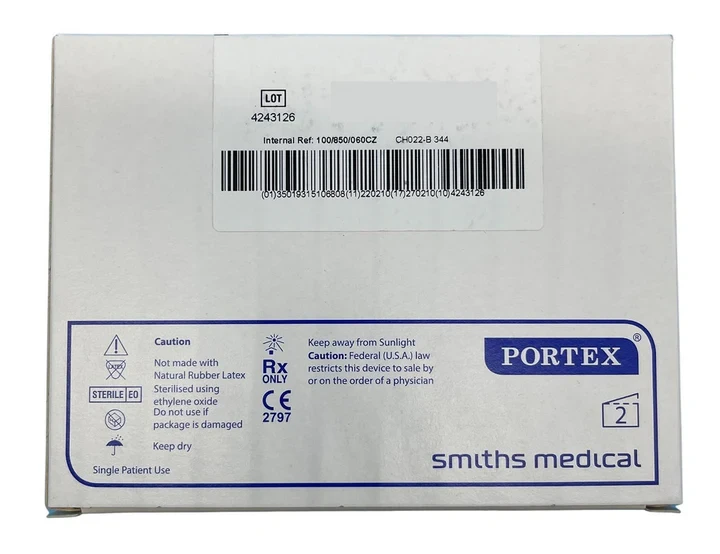 LOT
4243126
Internal Ref: 100/850/060CZ CH022-B 344
(01)35019315106808(11)220210(17)270210(10)4243126
Caution
LATEX
Not made with
Natural Rubber Latex
STERILE EO
Sterilised using
ethylene oxide
Do not use if
package is damaged
Keep dry
Single Patient Use
Rx
ONLY
CE
2797
Keep away from Sunlight
Caution: Federal (U.S.A.) law
restricts this device to sale by
or on the order of a physician
PORTEX®
2
smiths medical